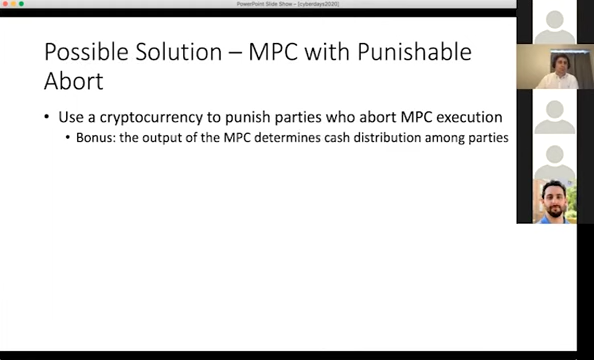 PowerPoint Slide Show - [cyberdays2020]
Possible Solution – MPC with Punishable
Abort
• Use a cryptocurrency to punish parties who abort MPC execution
• Bonus: the output of the MPC determines cash distribution among parties